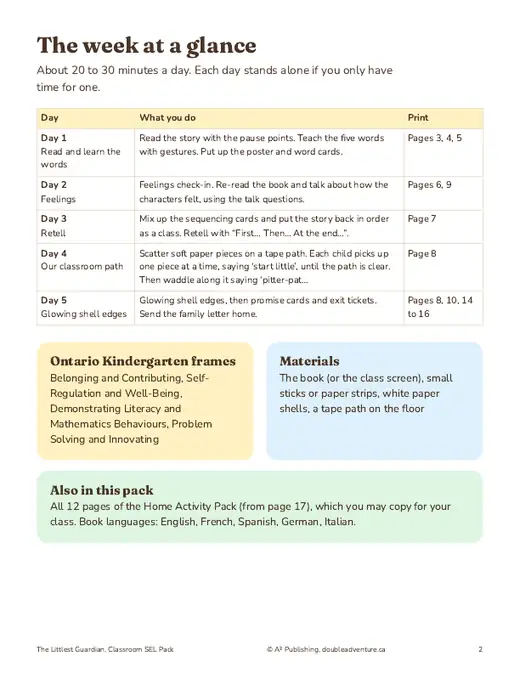 The week at a glance
About 20 to 30 minutes a day. Each day stands alone if you only have
time for one.
Day What you do Print
Day 1 Read the story with the pause points. Teach the five words Pages 3, 4, 5
Read and learn the with gestures. Put up the poster and word cards.
words
Day 2 Feelings check-in. Re-read the book and talk about how the Pages 6, 9
Feelings characters felt, using the talk questions.
Day 3 Mix up the sequencing cards and put the story back in order Page 7
Retell as a class. Retell with “First... Then... At the end...”.
Day 4 Scatter soft paper pieces on a tape path. Each child picks up Page 8
Our classroom path one piece at a time, saying ‘start little’, until the path is clear.
Then waddle along it saying ‘pitter-pat...
Day 5 Glowing shell edges, then promise cards and exit tickets. Pages 8, 10, 14
Glowing shell edges Send the family letter home. to 16
Ontario Kindergarten frames
Belonging and Contributing, Self-
Regulation and Well-Being,
Demonstrating Literacy and
Mathematics Behaviours, Problem
Solving and Innovating
Materials
The book (or the class screen), small
sticks or paper strips, white paper
shells, a tape path on the floor
Also in this pack
All 12 pages of the Home Activity Pack (from page 17), which you may copy for your
class. Book languages: English, French, Spanish, German, Italian.
The Littlest Guardian. Classroom SEL Pack © A² Publishing, doubleadventure.ca 2